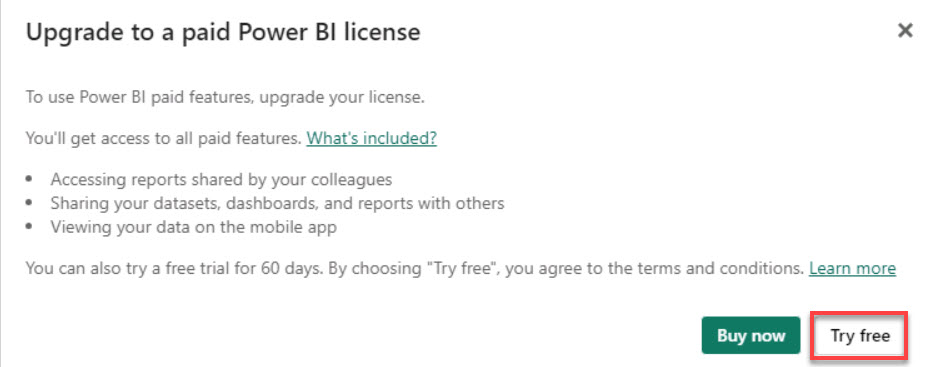 Upgrade to a paid Power BI license
To use Power BI paid features, upgrade your license.
You'll get access to all paid features. What's included?
• Accessing reports shared by your colleagues
• Sharing your datasets, dashboards, and reports with others
• Viewing your data on the mobile app
You can also try a free trial for 60 days. By choosing "Try free", you agree to the terms and conditions. Learn more
Buy now Try free